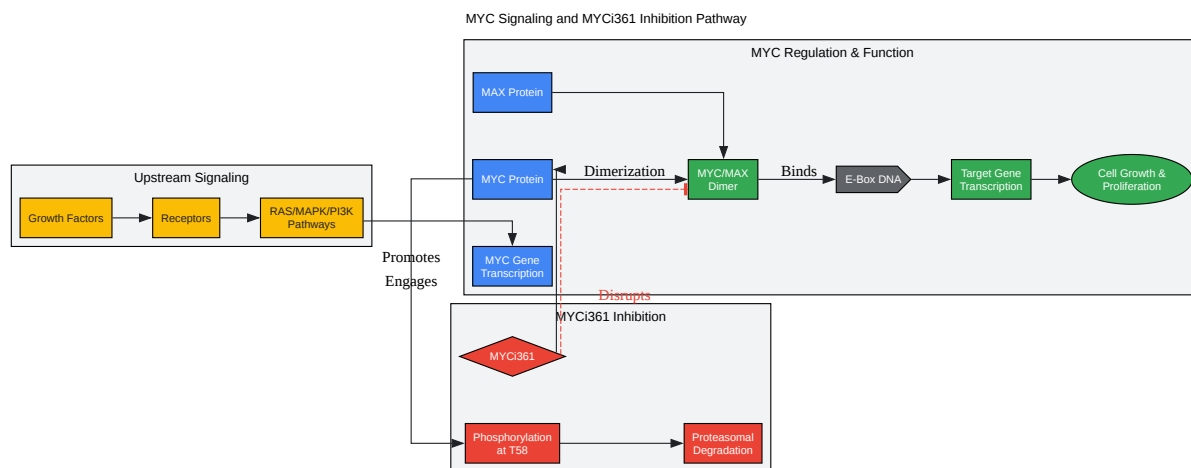 MYC Signaling and MYCi361 Inhibition Pathway
MYC Regulation & Function
MAX Protein
Upstream Signaling
Growth Factors
Receptors
RAS/MAPK/PI3K
Pathways
MYC Protein
Dimerization
MYC/MAX
Dimer
Binds
E-Box DNA
Target Gene
Transcription
Cell Growth &
Proliferation
MYC Gene
Transcription
Promotes
Engages
Disrupts
MYCi361 Inhibition
MYCi361
Phosphorylation
at T58
Proteasomal
Degradation